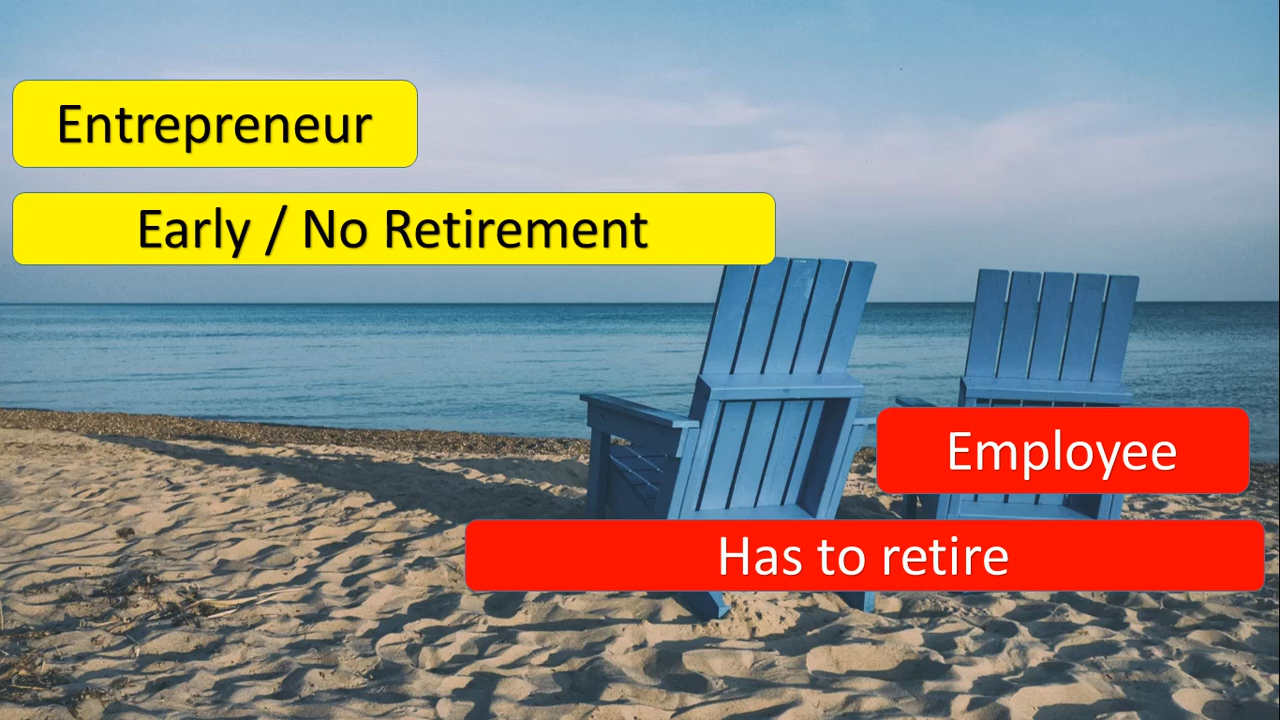 Entrepreneur
Early / No Retirement
Employee
Has to retire